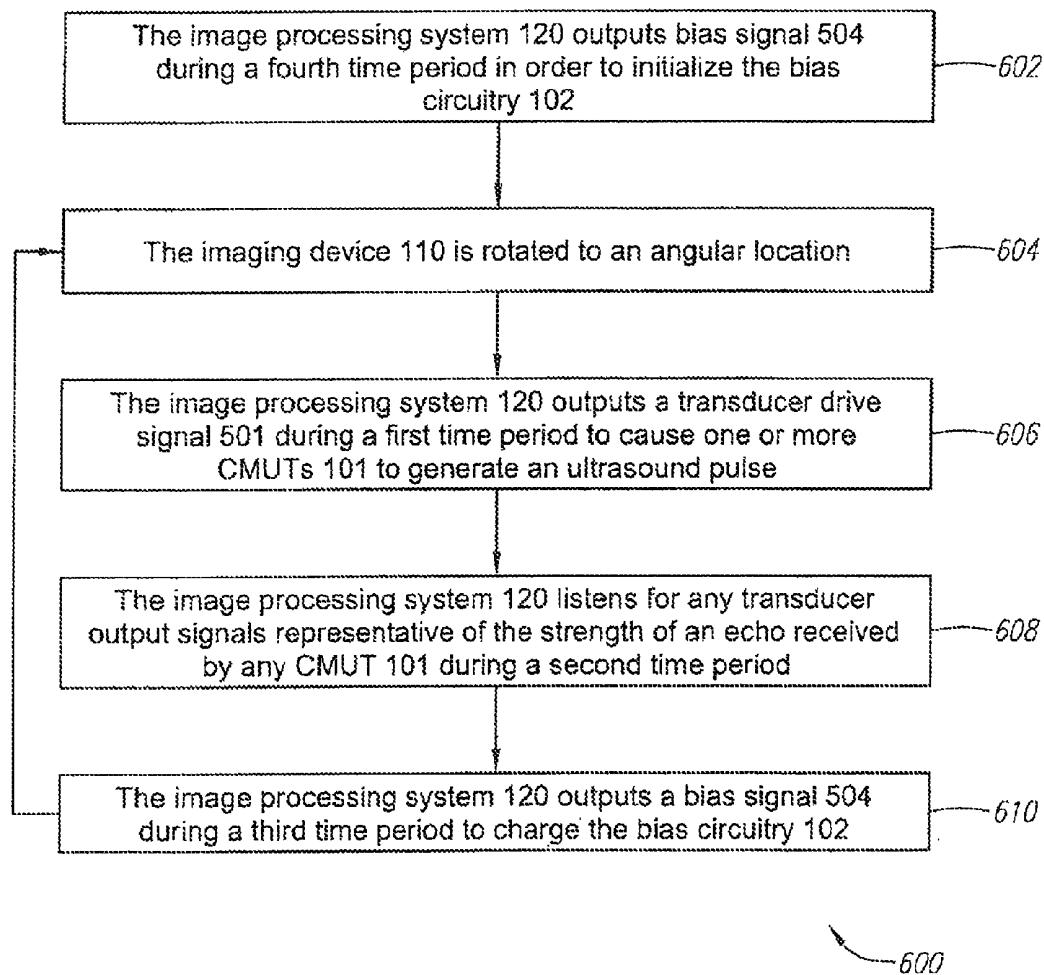 The image processing system 120 outputs bias signal 504
during a fourth time period in order to initialize the bias
circuitry 102
602
The imaging device 110 is rotated to an angular location
604
The image processing system 120 outputs a transducer drive
signal 501 during a first time period to cause one or more
CMUTs 101 to generate an ultrasound pulse
606
The image processing system 120 listens for any transducer
output signals representative of the strength of an echo received
by any CMUT 101 during a second time period
608
The image processing system 120 outputs a bias signal 504
during a third time period to charge the bias circuitry 102
610
600